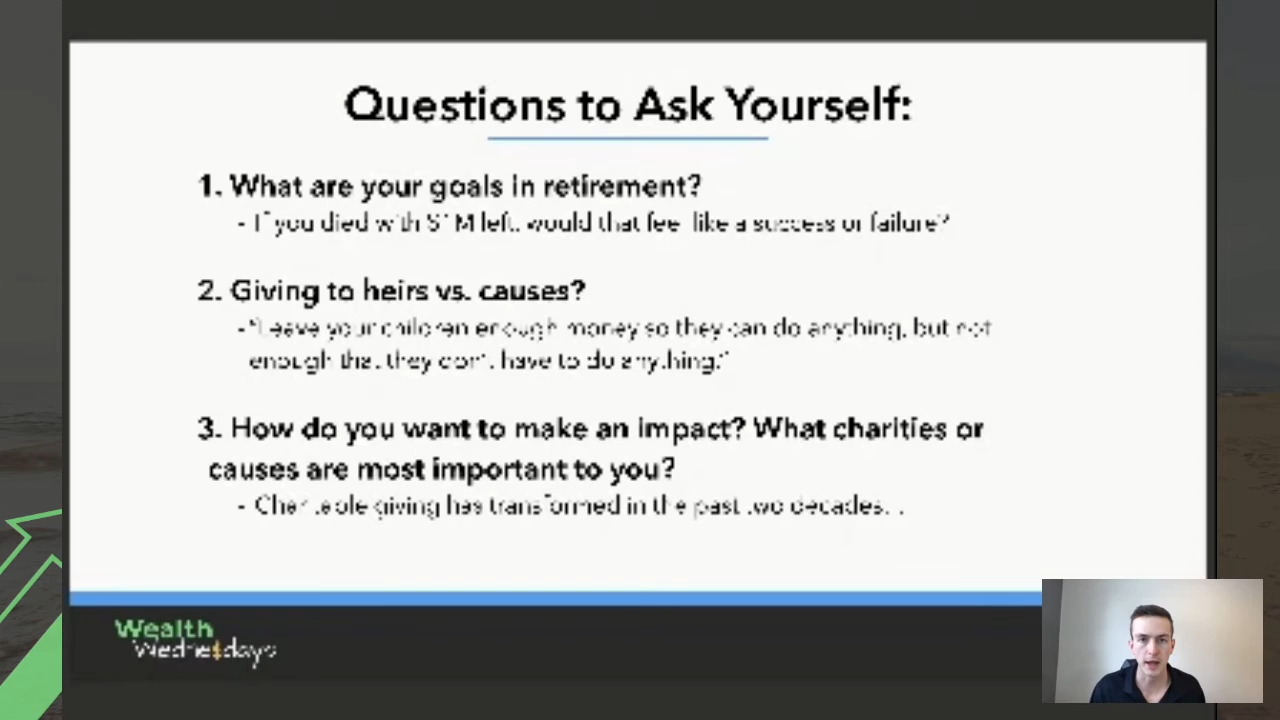 Questions to Ask Yourself:
1. What are your goals in retirement?
- If you died with $1M left, would that feel like a success or failure?
2. Giving to heirs vs. causes?
- "Leave your children enough money so they can do anything, but not
enough that they don't have to do anything."
3. How do you want to make an impact? What charities or
causes are most important to you?
- Charitable giving has transformed in the past two decades...
Wealth
Wedne$days